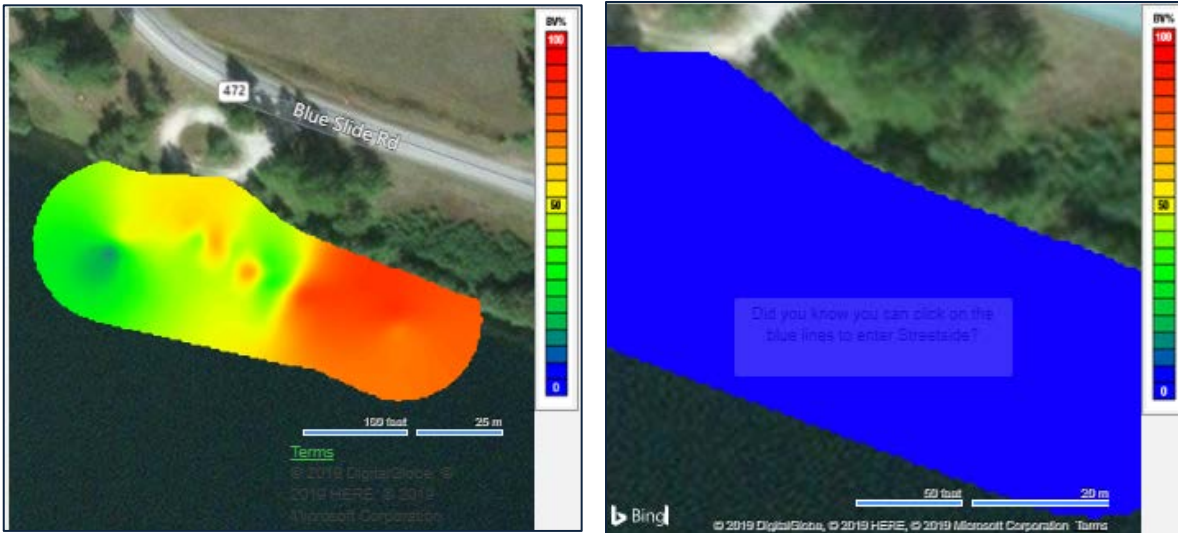 BV%
100
50
0
472
Blue Slide Rd
100 feet
25 m
Terms
© 2019 DigitalGlobe, ©
2019 HERE, © 2019
Microsoft Corporation
BV%
100
50
0
Did you know you can click on the
blue lines to enter Streetside?
50 feet
20 m
Bing
© 2019 DigitalGlobe, © 2019 HERE, © 2019 Microsoft Corporation Terms